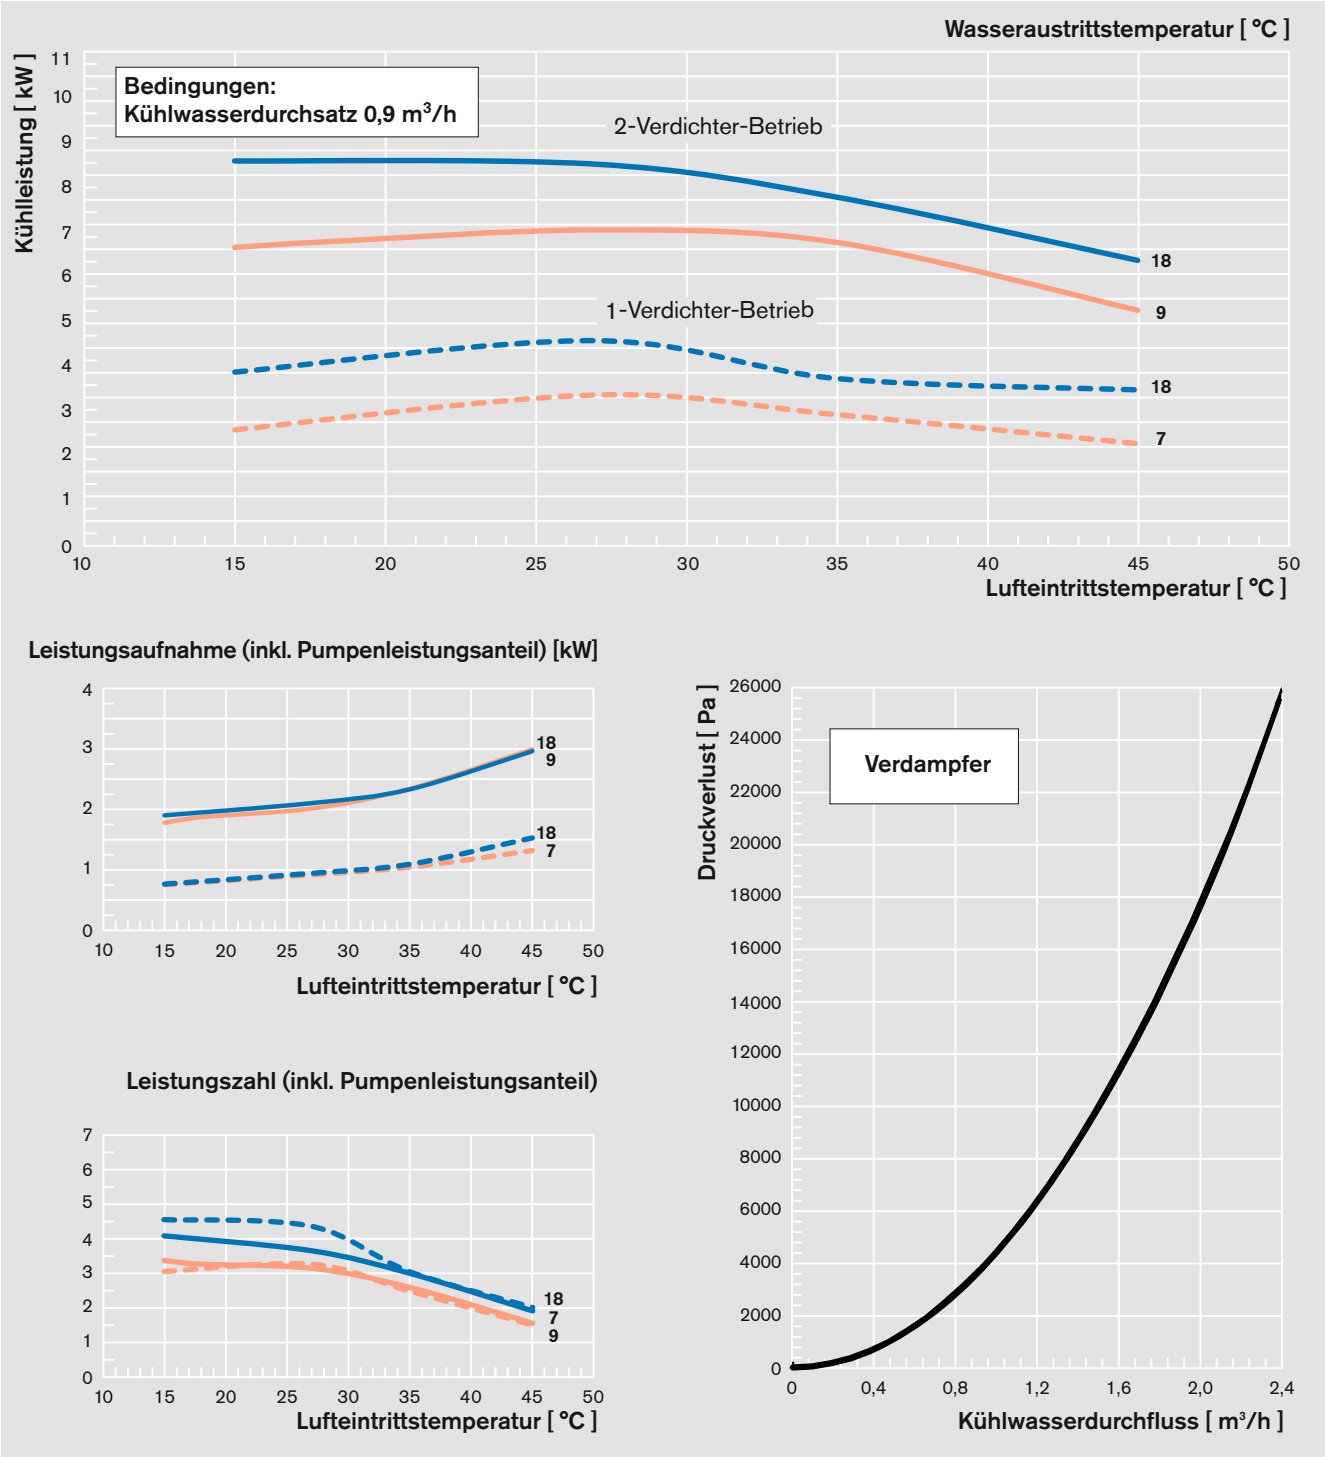 Wasseraustrittstemperatur [ °C ]
Kühlleistung [ kW ]
11
10
9
8
7
6
5
4
3
2
1
0
Bedingungen:
Kühlwasserdurchsatz 0,9 m³/h
2-Verdichter-Betrieb
18
9
1-Verdichter-Betrieb
18
7
10 15 20 25 30 35 40 45 50
Lufteintrittstemperatur [ °C ]
Leistungsaufnahme (inkl. Pumpenleistungsanteil) [kW]
4
3
2
1
0
18
9
18
7
10 15 20 25 30 35 40 45 50
Lufteintrittstemperatur [ °C ]
Leistungszahl (inkl. Pumpenleistungsanteil)
7
6
5
4
3
2
1
0
18
7
9
10 15 20 25 30 35 40 45 50
Lufteintrittstemperatur [ °C ]
Druckverlust [ Pa ]
26000
24000
22000
20000
18000
16000
14000
12000
10000
8000
6000
4000
2000
0
Verdampfer
0 0,4 0,8 1,2 1,6 2,0 2,4
Kühlwasserdurchfluss [ m³/h ]